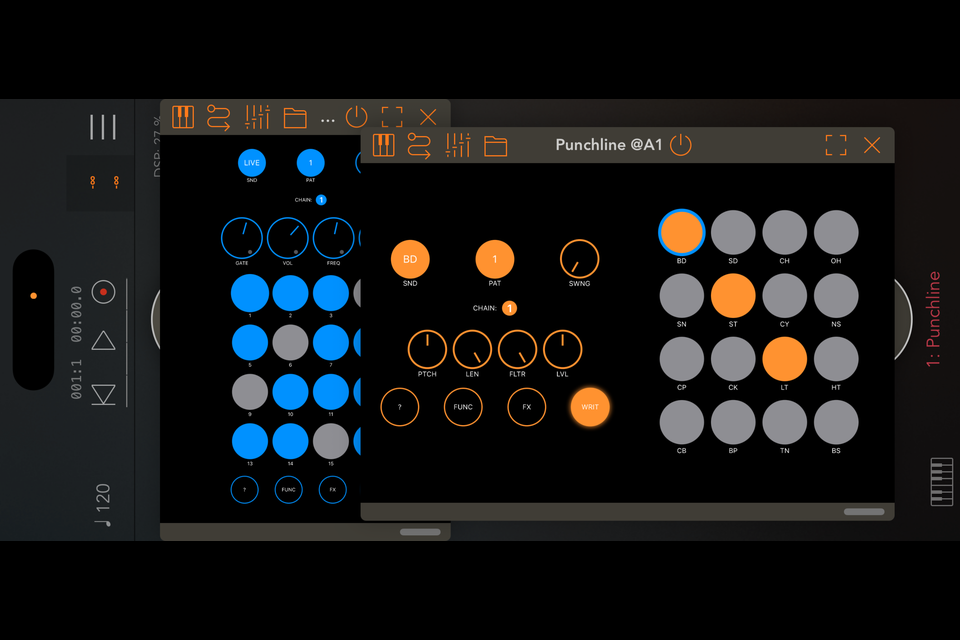 DSP: 27 %
001:1 00:00.0
120
...
LIVE
SND
1
PAT
CHAIN: 1
GATE
VOL
FREQ
1
2
3
5
6
7
9
10
11
13
14
15
?
FUNC
FX
Punchline @A1
BD
SND
1
PAT
SWNG
CHAIN: 1
PTCH
LEN
FLTR
LVL
?
FUNC
FX
WRIT
BD
SD
CH
OH
SN
ST
CY
NS
CP
CK
LT
HT
CB
BP
TN
BS
1: Punchline